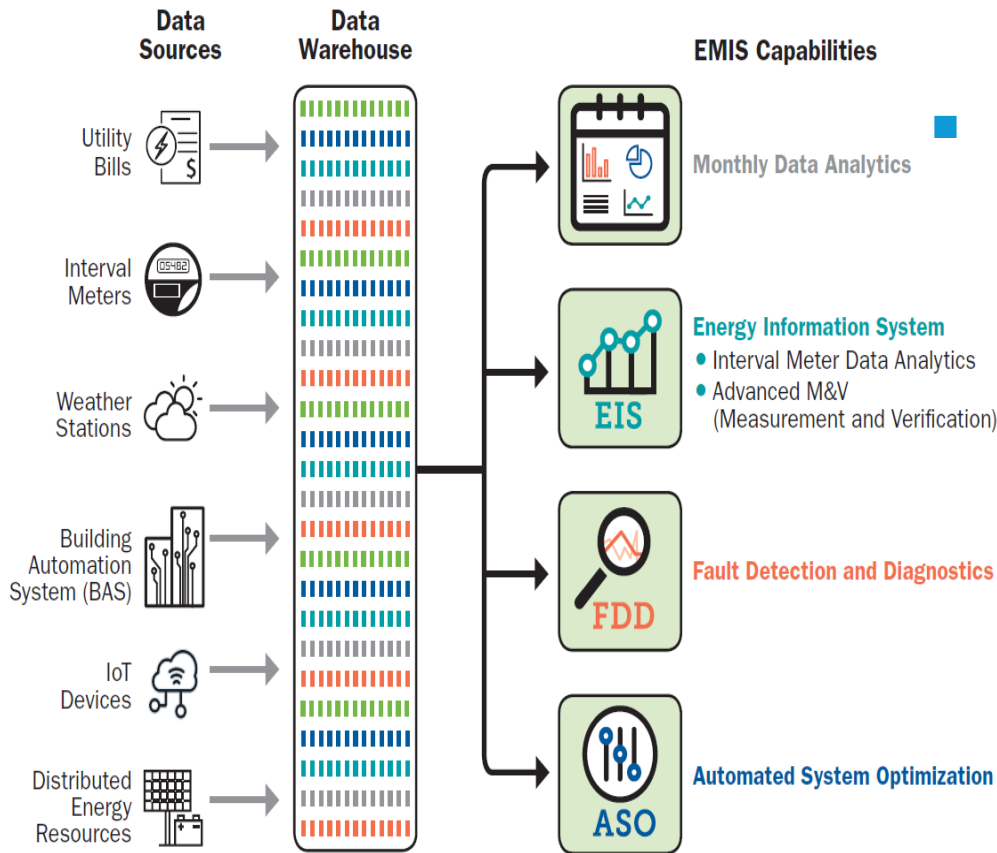 Data
Sources
Data
Warehouse
EMIS Capabilities
Utility
Bills
$
Interval
Meters
05482
Weather
Stations
Building
Automation
System (BAS)
IoT
Devices
Distributed
Energy
Resources
Monthly Data Analytics
EIS
Energy Information System
• Interval Meter Data Analytics
• Advanced M&V
(Measurement and Verification)
FDD
Fault Detection and Diagnostics
ASO
Automated System Optimization